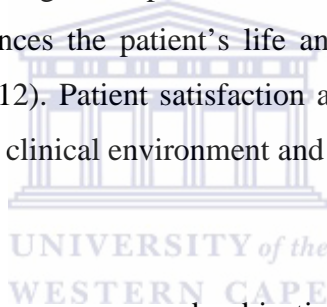 ences the patient’s life an
12). Patient satisfaction a
clinical environment and
UNIVERSITY of the
WESTERN CAPE